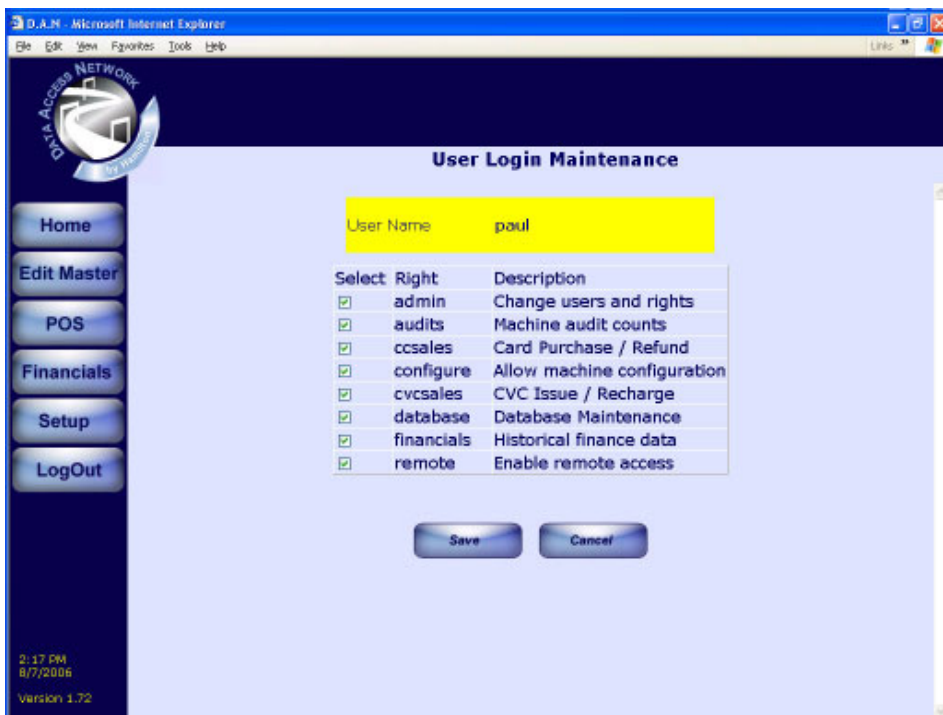 D.A.N - Microsoft Internet Explorer
File Edit View Favorites Tools Help
Links »
DATA ACCESS NETWORK
by Hamilton
User Login Maintenance
User Name paul
Home
Edit Master
POS
Financials
Setup
LogOut
Select Right Description
admin Change users and rights
audits Machine audit counts
ccsales Card Purchase / Refund
configure Allow machine configuration
cvcsales CVC Issue / Recharge
database Database Maintenance
financials Historical finance data
remote Enable remote access
Save Cancel
2:17 PM
8/7/2006
Version 1.72